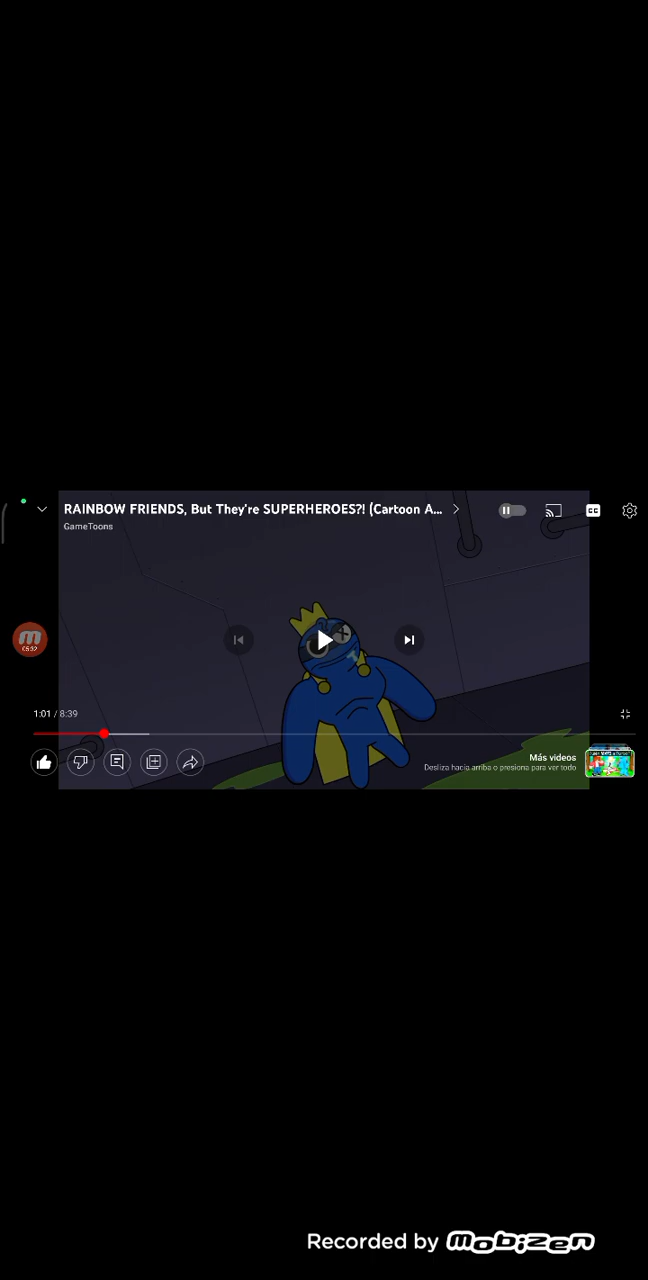 RAINBOW FRIENDS, But They're SUPERHEROES?! (Cartoon A...
GameToons
1:01 / 8:39
Más videos
Desliza hacia arriba o presiona para ver todo
Recorded by mobizen